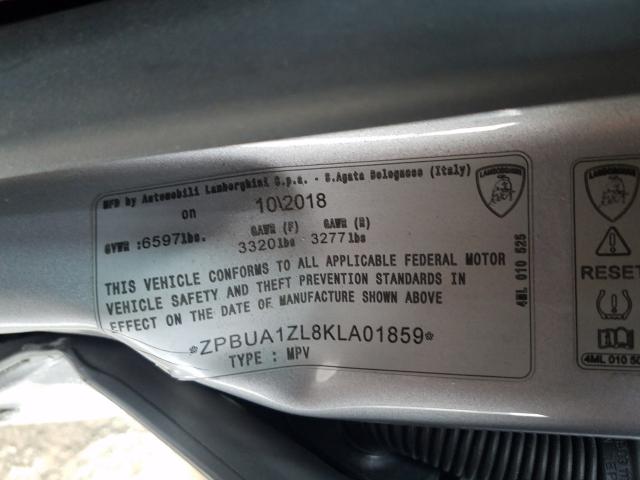 MFD by Automobili Lamborghini S.p.a. - S.Agata Bolognese (Italy)
on 10\2018
GVWR :6597lbs. GAWR (F) 3320lbs GAWR (R) 3277lbs
THIS VEHICLE CONFORMS TO ALL APPLICABLE FEDERAL MOTOR
VEHICLE SAFETY AND THEFT PREVENTION STANDARDS IN
EFFECT ON THE DATE OF MANUFACTURE SHOWN ABOVE
*ZPBUA1ZL8KLA01859*
TYPE : MPV
LAMBORGHINI
4ML 010 525
RESET
4ML 010 50